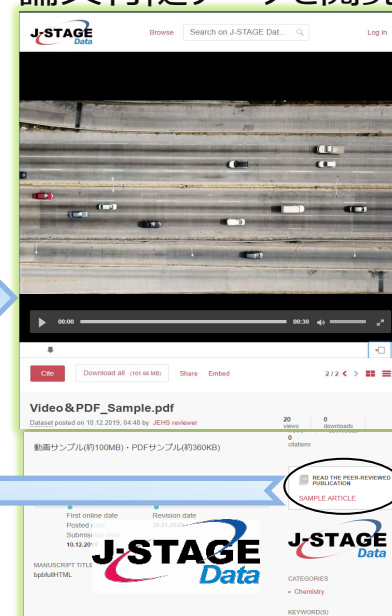 J-STAGE
Data
Browse
Search on J-STAGE Dat...
Log in
00:00
00:30
Cite
Download all (101.66 MB)
Share
Embed
2 / 2
Video&PDF_Sample.pdf
Dataset posted on 10.12.2019, 04:48 by JEHS reviewer
20
views
0
downloads
0
citations
動画サンプル(約100MB)・PDFサンプル(約360KB)
READ THE PEER-REVIEWED
PUBLICATION
SAMPLE ARTICLE
First online date
Revision date
Posted
10.12.20
J-STAGE
Data
J-STAGE
Data
MANUSCRIPT TITLE
bpbfullHTML
CATEGORIES
• Chemistry
KEYWORD(S)